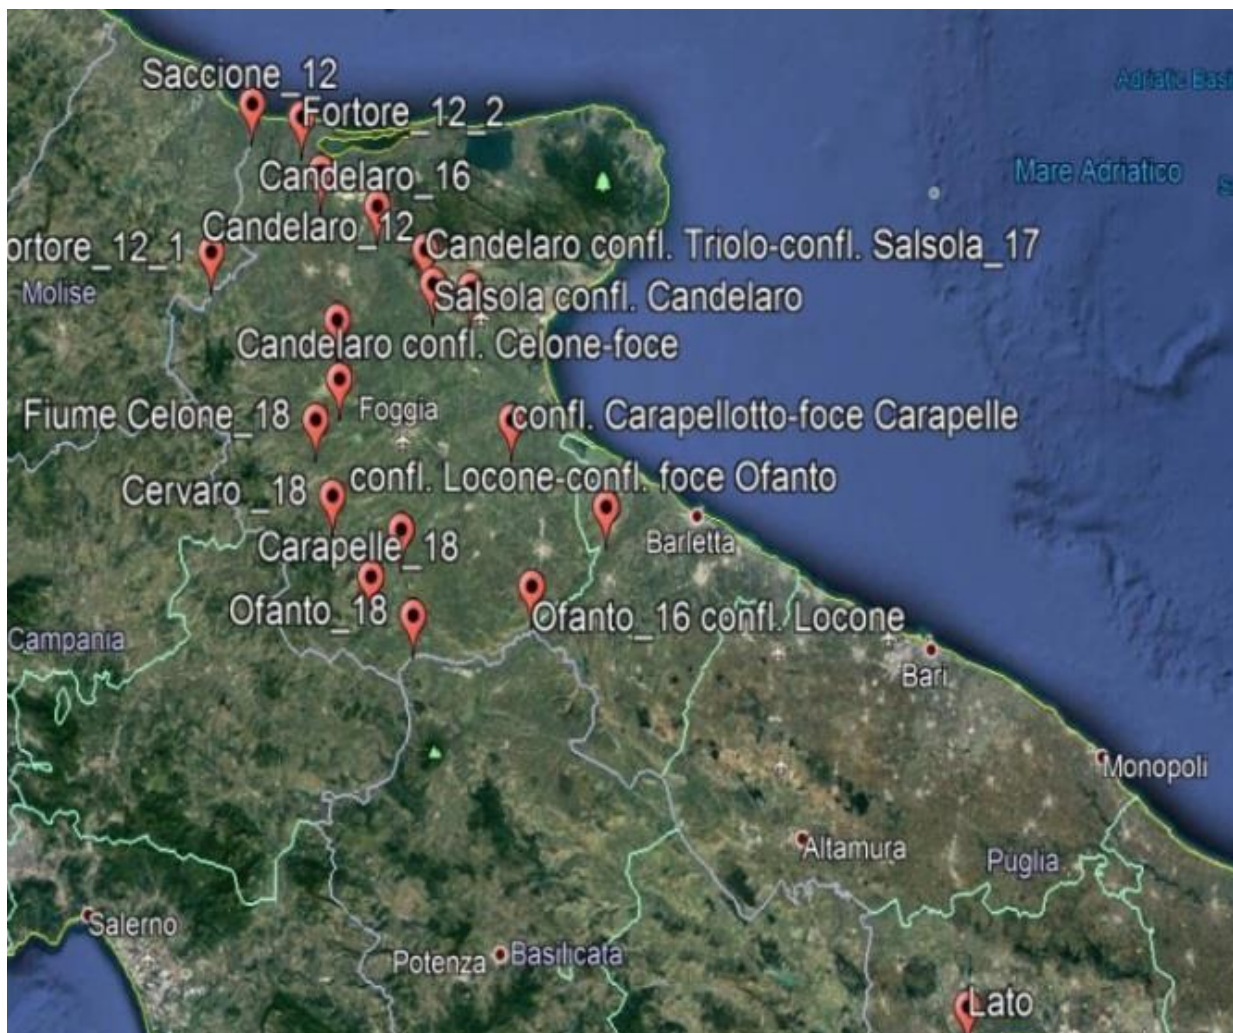 Saccione_12
Adriatic Basi
Fortore_12_2
Candelaro_16
Mare Adriatico
S
Candelaro_12
Candelaro confl. Triolo-confl. Salsola_17
ortore_12_1
Molise
Salsola confl. Candelaro
Candelaro confl. Celone-foce
Fiume Celone_18
Foggia
confl. Carapellotto-foce Carapelle
confl. Locone-confl. foce Ofanto
Cervaro_18
Barletta
Carapelle_18
Ofanto_18
Ofanto_16 confl. Locone
Campania
Bari
Monopoli
Altamura
Puglia
Salerno
Potenza
Basilicata
Lato